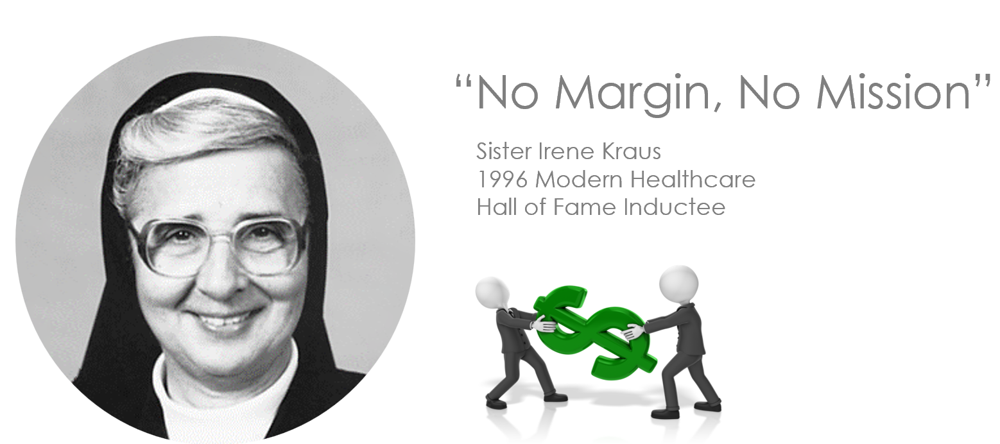 “No Margin, No Mission”
Sister Irene Kraus
1996 Modern Healthcare
Hall of Fame Inductee